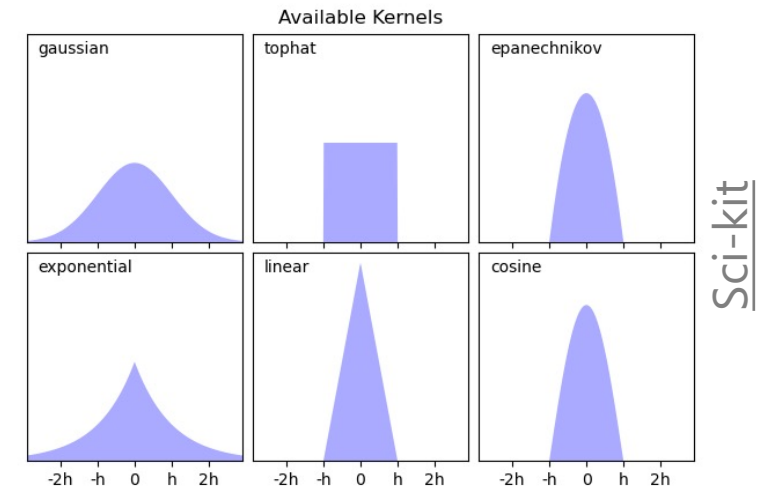 Available Kernels
gaussian
tophat
epanechnikov
exponential
linear
cosine
-2h -h 0 h 2h
-2h -h 0 h 2h
-2h -h 0 h 2h
Sci-kit